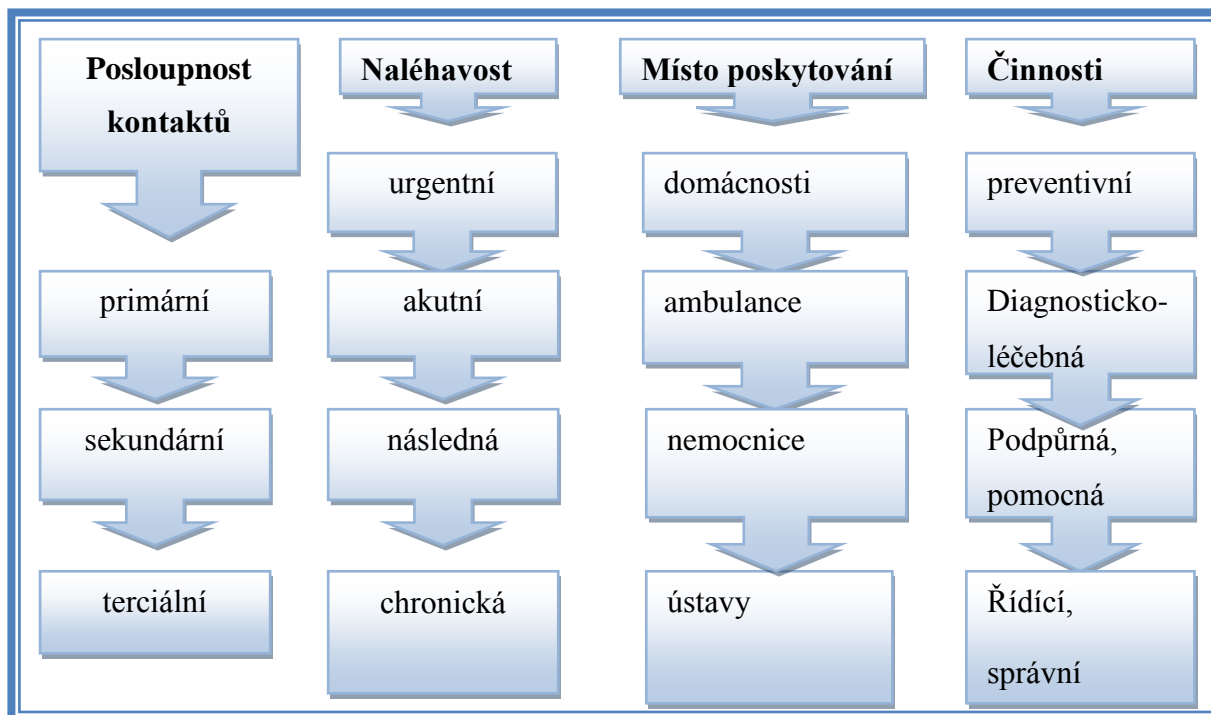 Posloupnost
kontaktů
primární
sekundární
terciální
Naléhavost
urgentní
akutní
následná
chronická
Místo poskytování
domácnosti
ambulance
nemocnice
ústavy
Činnosti
preventivní
Diagnosticko-
léčebná
Podpůrná,
pomocná
Řídící,
správní